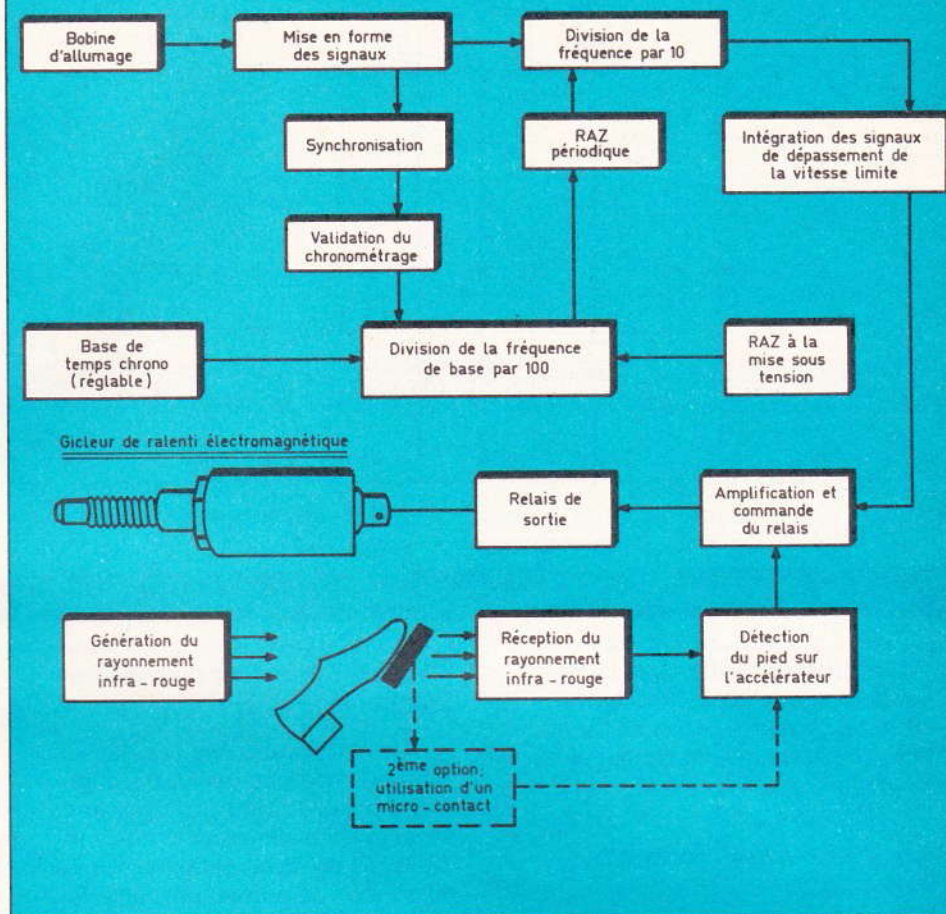 Bobine
d'allumage
Mise en forme
des signaux
Division de la
fréquence par 10
Synchronisation
RAZ
périodique
Intégration des signaux
de dépassement de
la vitesse limite
Validation du
chronométrage
Base de
temps chrono
(réglable)
Division de la fréquence
de base par 100
RAZ à la
mise sous
tension
Gicleur de ralenti électromagnétique
Relais de
sortie
Amplification et
commande
du relais
Génération du
rayonnement
infra - rouge
Réception du
rayonnement
infra - rouge
Détection
du pied sur
l'accélérateur
2ème option;
utilisation d'un
micro - contact